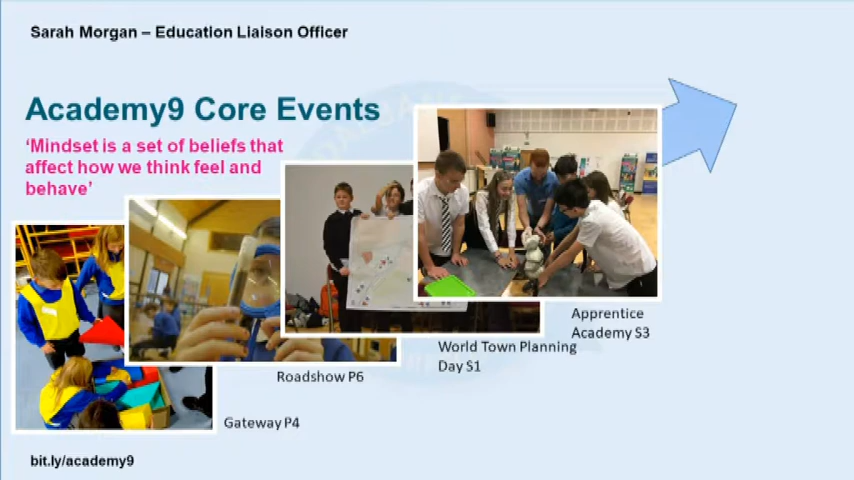 Sarah Morgan – Education Liaison Officer
Academy9 Core Events
‘Mindset is a set of beliefs that
affect how we think feel and
behave’
Apprentice
Academy S3
World Town Planning
Day S1
Roadshow P6
Gateway P4
bit.ly/academy9